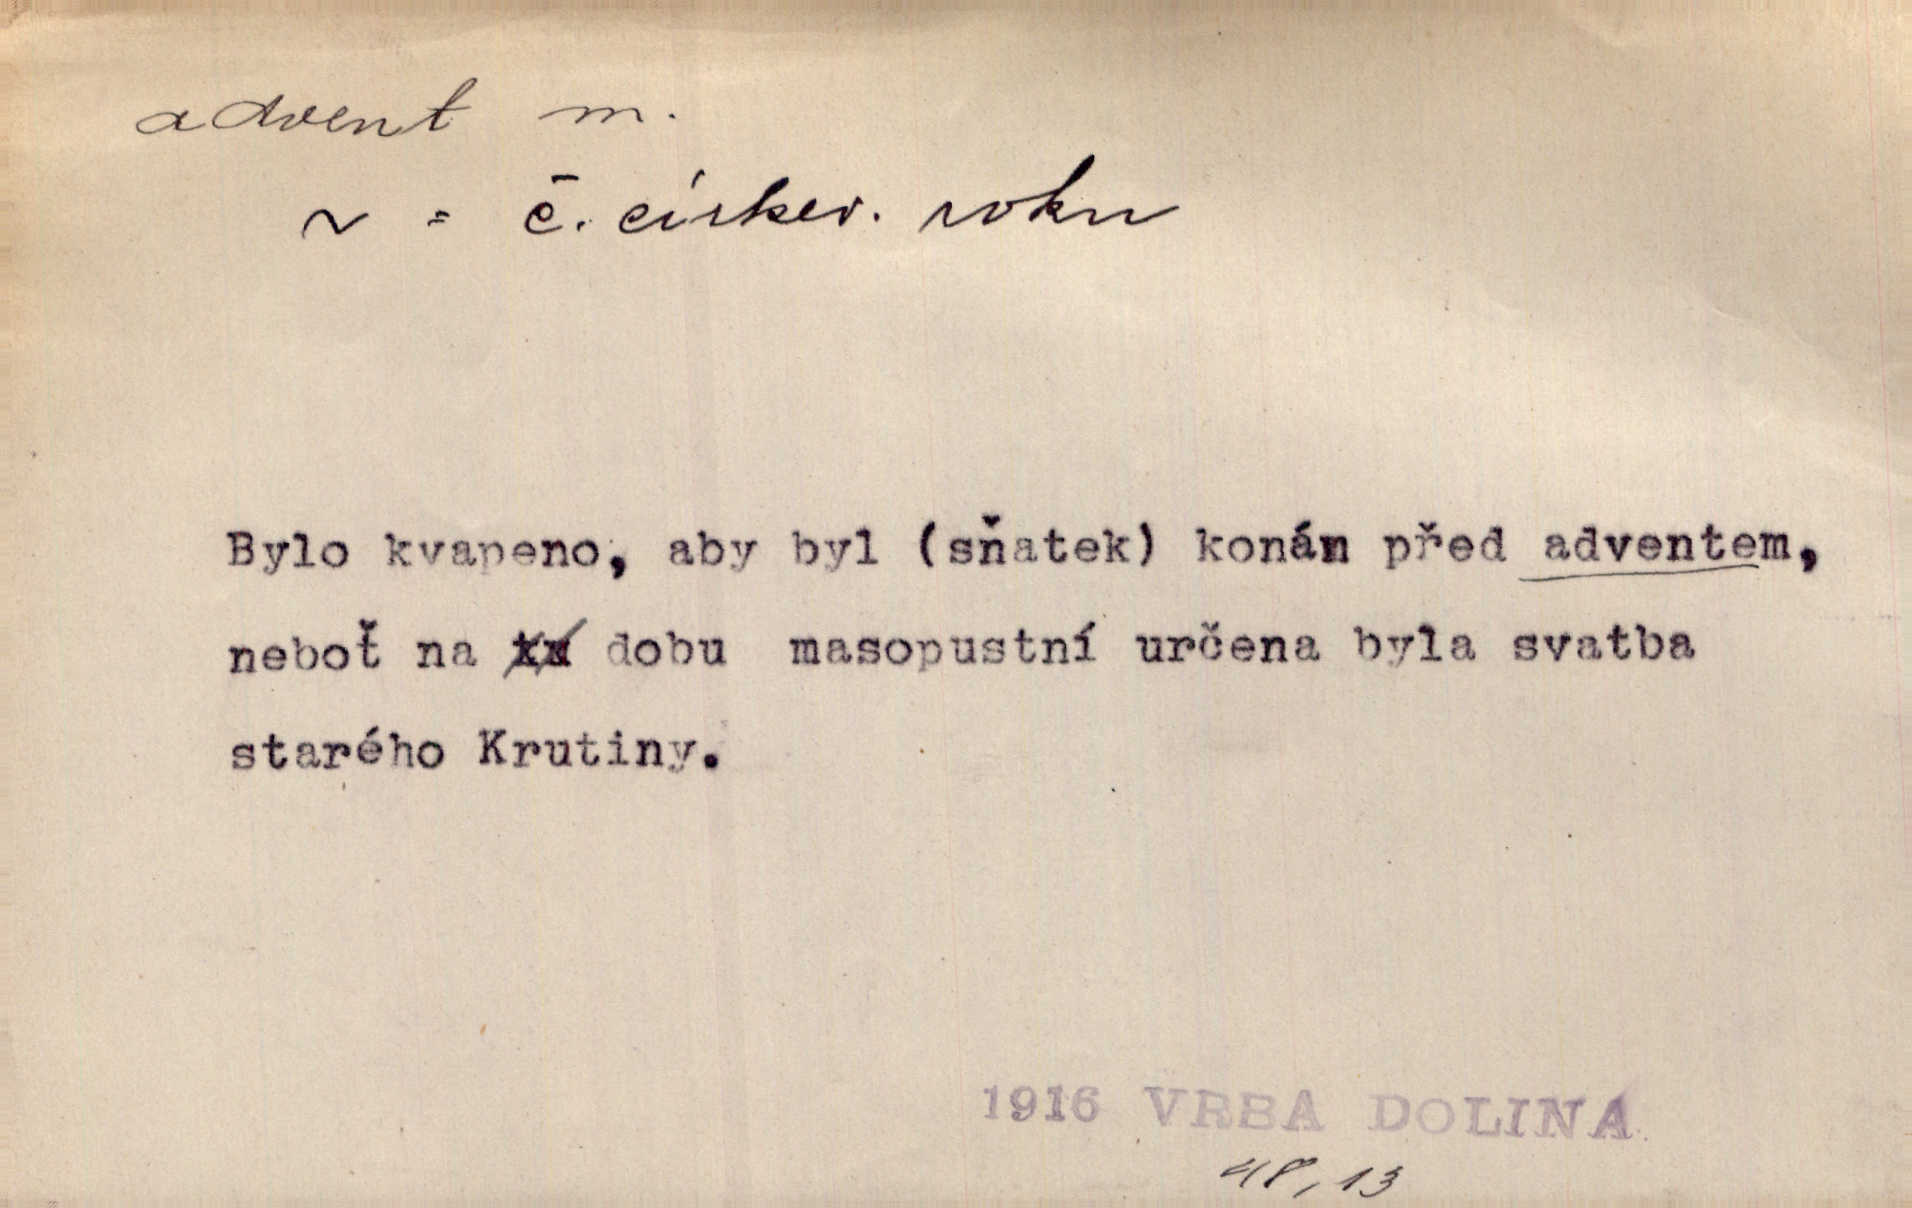 advent m.
~ = č. církev. roku
Bylo kvapeno, aby byl (sňatek) konán před adventem,
neboť na dobu masopustní určena byla svatba
starého Krutiny.
1916 VRBA DOLINA
48, 13